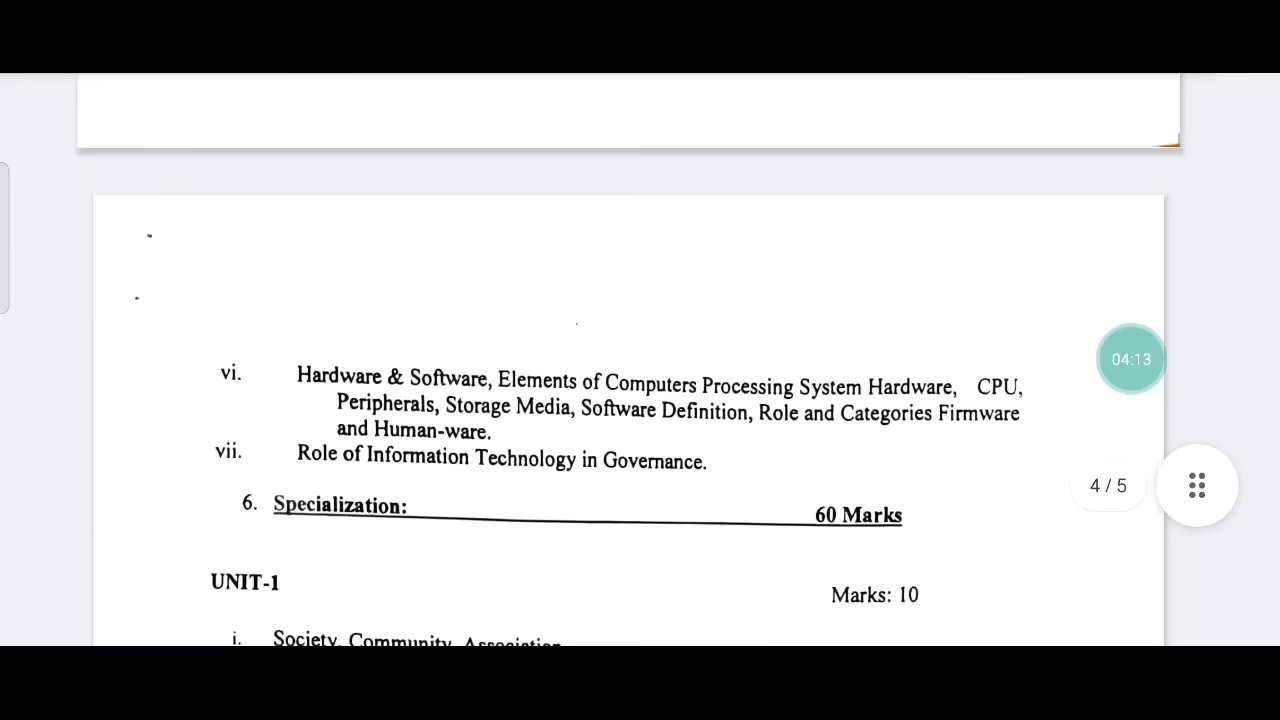 vi. Hardware & Software, Elements of Computers Processing System Hardware, CPU,
Peripherals, Storage Media, Software Definition, Role and Categories Firmware
and Human-ware.
vii. Role of Information Technology in Governance.
6. Specialization: 60 Marks
UNIT-1
Marks: 10
i. Society, Community, Association
04:13
4 / 5